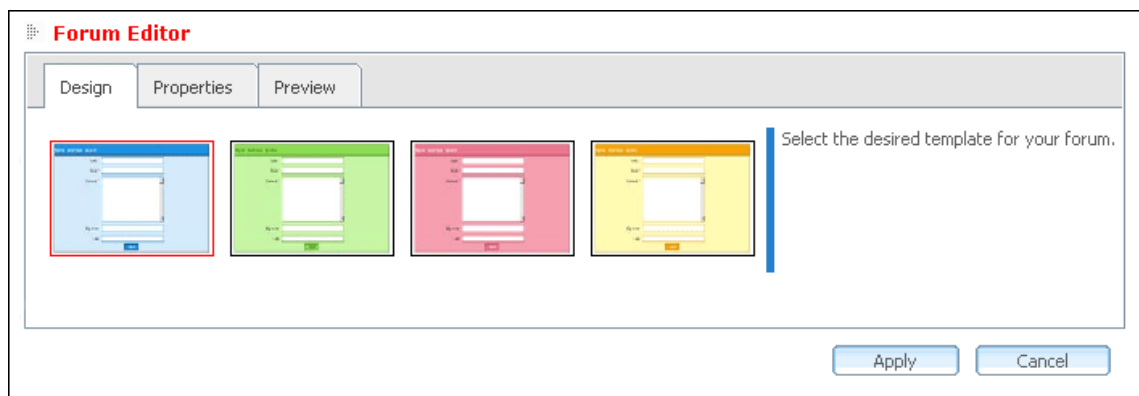 Forum Editor
Design Properties Preview
Select the desired template for your forum.
Apply Cancel